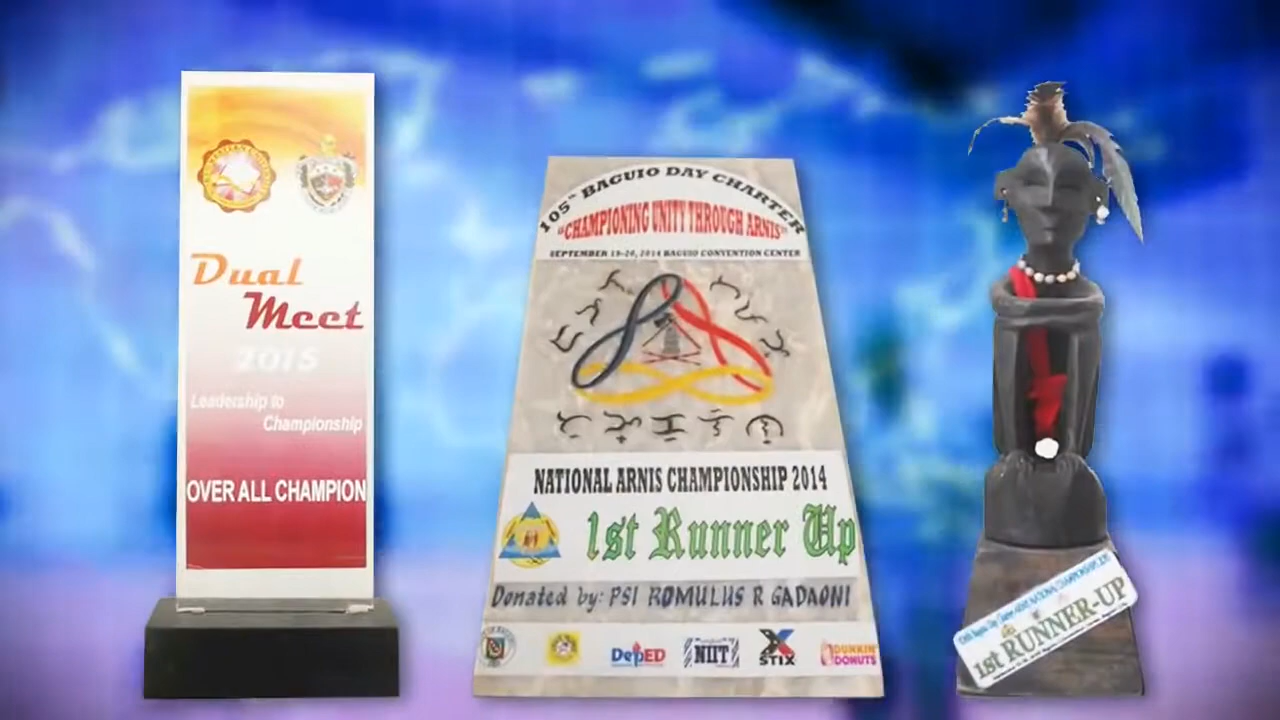 Dual
Meet
2015
Leadership to
Championship
OVER ALL CHAMPION
105th BAGUIO DAY CHARTER
"CHAMPIONING UNITY THROUGH ARNIS"
SEPTEMBER 19-20, 2014 BAGUIO CONVENTION CENTER
NATIONAL ARNIS CHAMPIONSHIP 2014
1st Runner Up
Donated by: PSI ROMULUS R GADAONI
DepED
NIIT
STIX
DUNKIN'
DONUTS
1st RUNNER-UP